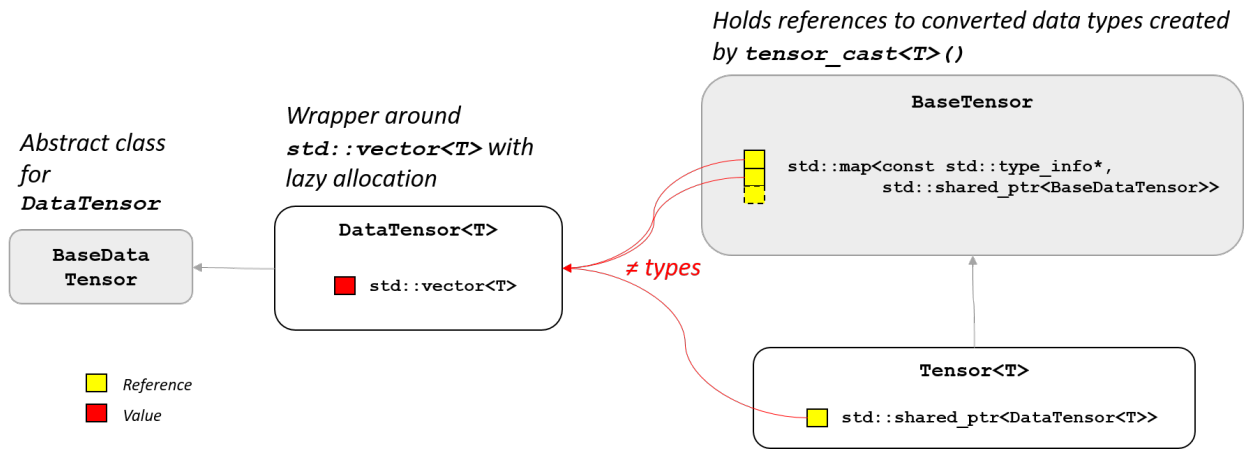 Holds references to converted data types created
by tensor_cast<T>()
BaseTensor
std::map<const std::type_info*,
std::shared_ptr<BaseDataTensor>>
Wrapper around
std::vector<T> with
lazy allocation
DataTensor<T>
std::vector<T>
Abstract class
for
DataTensor
BaseData
Tensor
≠ types
Tensor<T>
std::shared_ptr<DataTensor<T>>
Reference
Value